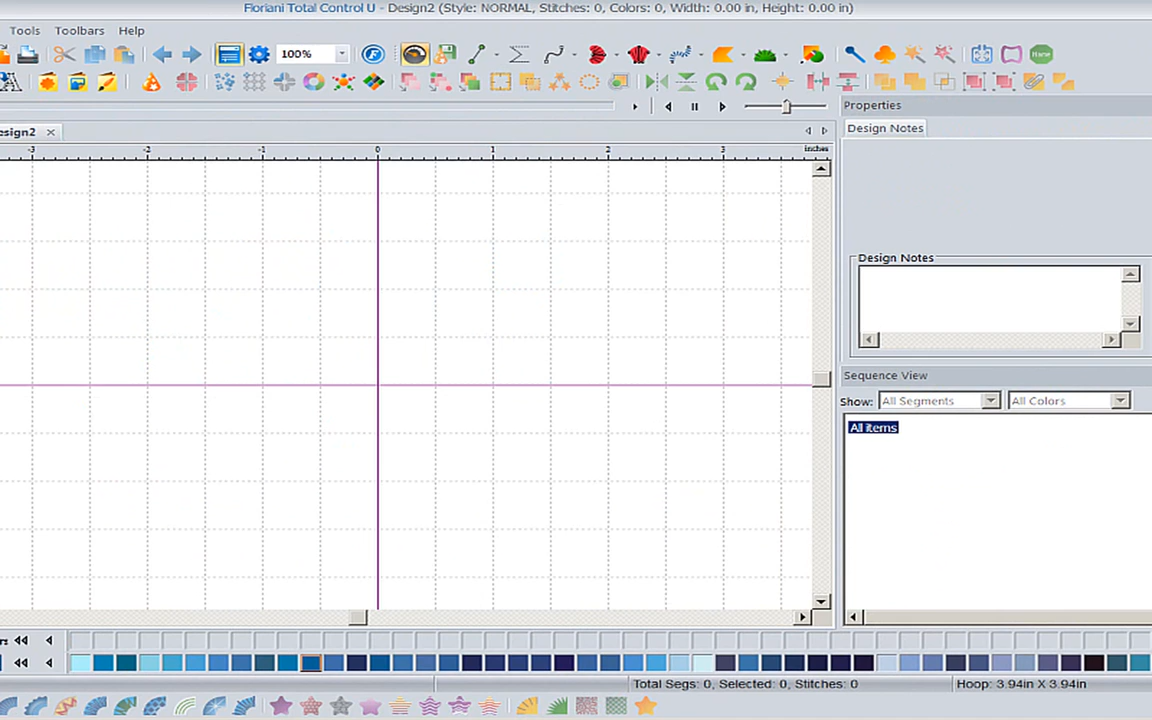 Floriani Total Control U - Design2 (Style: NORMAL, Stitches: 0, Colors: 0, Width: 0.00 in, Height: 0.00 in)
Tools Toolbars Help
100%
Name
Properties
esign2
Design Notes
-3 -2 -1 0 1 2 3 inches
Design Notes
Sequence View
Show: All Segments All Colors
All items
rs
Total Segs: 0, Selected: 0, Stitches: 0 Hoop: 3.94in X 3.94in